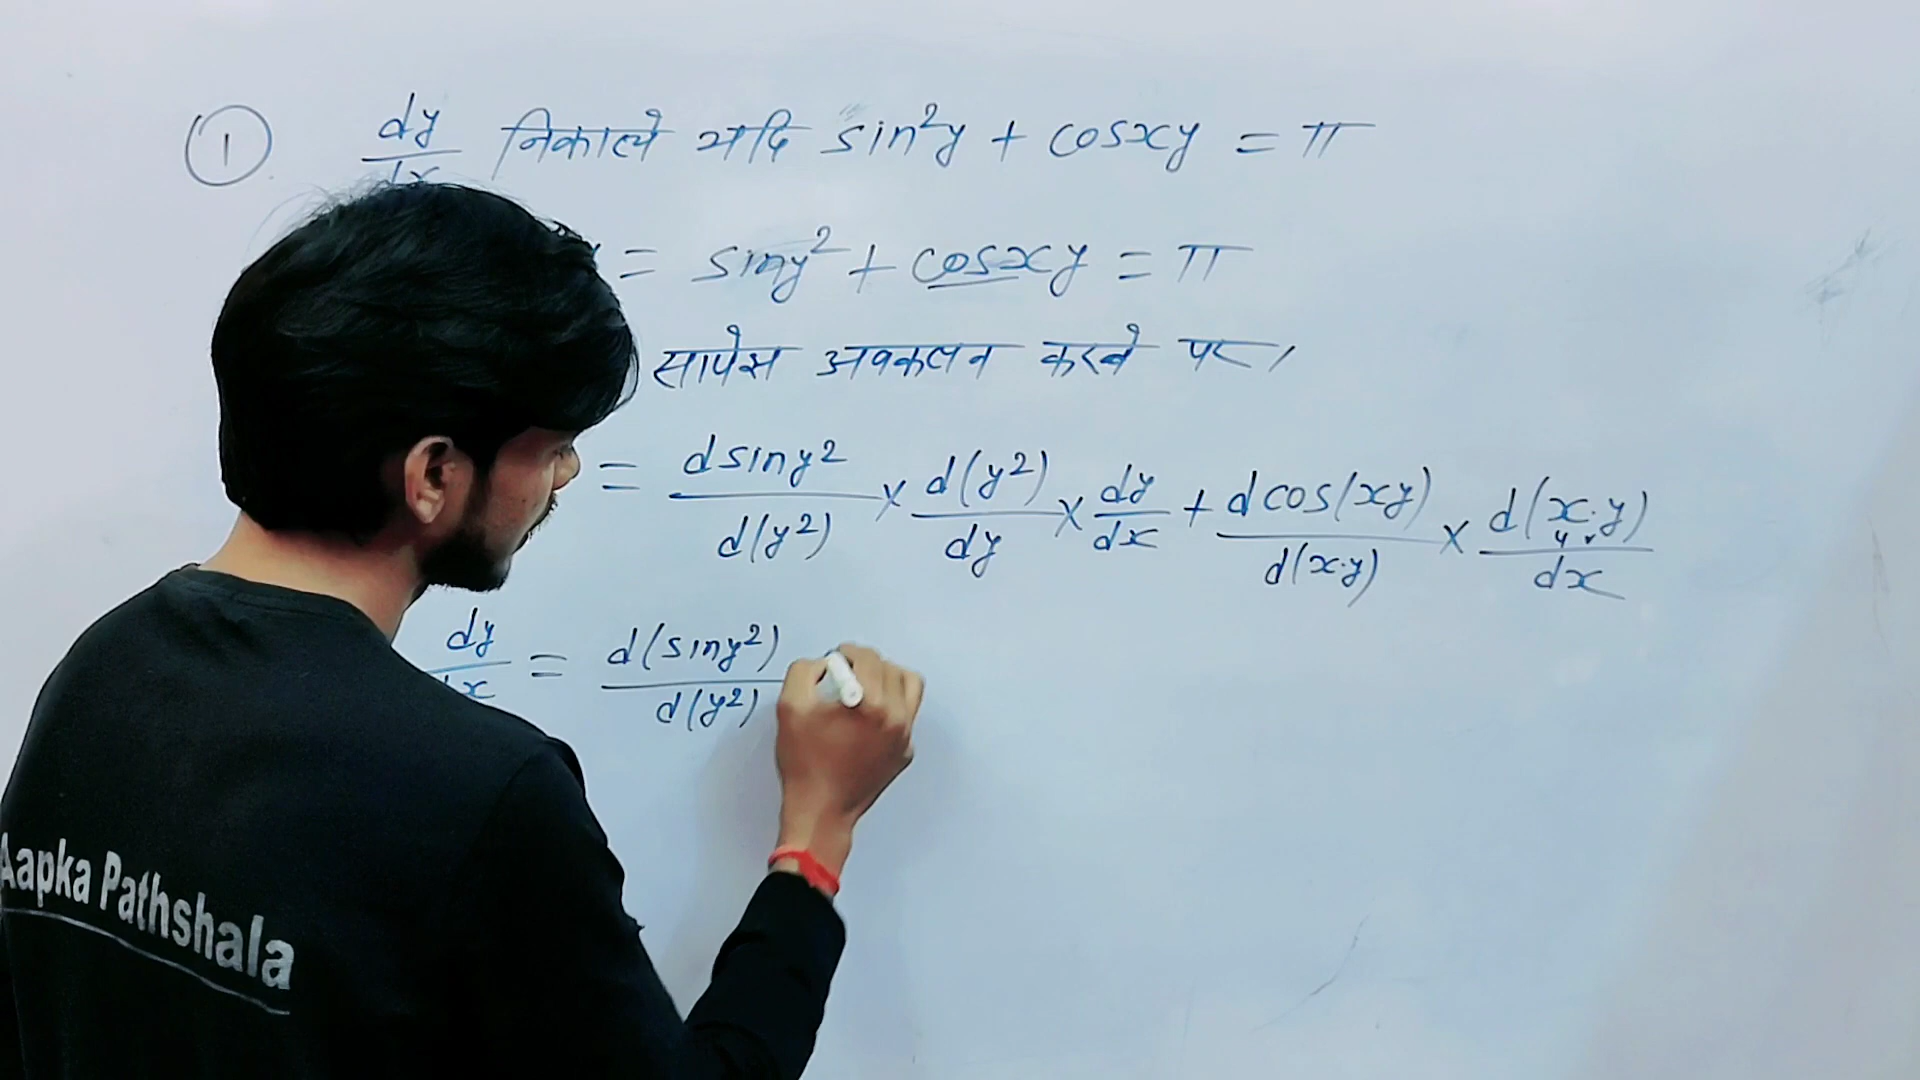 ① dy/dx निकाल्ये यदि sin²y + cosxy = π
= siny² + cosxy = π
सापेक्ष अवकलन करने पर,
= dsiny²/d(y²) × d(y²)/dy × dy/dx + dcos(xy)/d(x·y) × d(x·y)/dx
dy/dx = d(siny²)/d(y²)
Aapka Pathshala